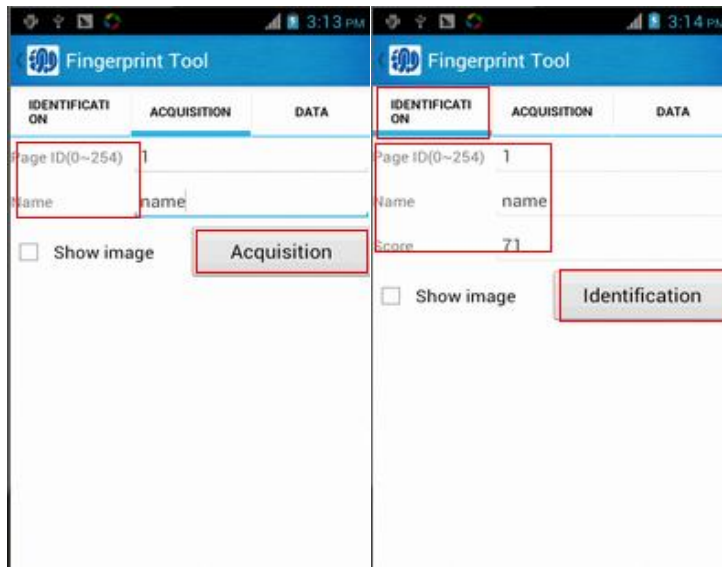 3:13 PM
Fingerprint Tool
IDENTIFICATI
ON
ACQUISITION
DATA
Page ID(0~254) 1
Name name
Show image
Acquisition
3:14 PM
Fingerprint Tool
IDENTIFICATI
ON
ACQUISITION
DATA
Page ID(0~254) 1
Name name
Score 71
Show image
Identification